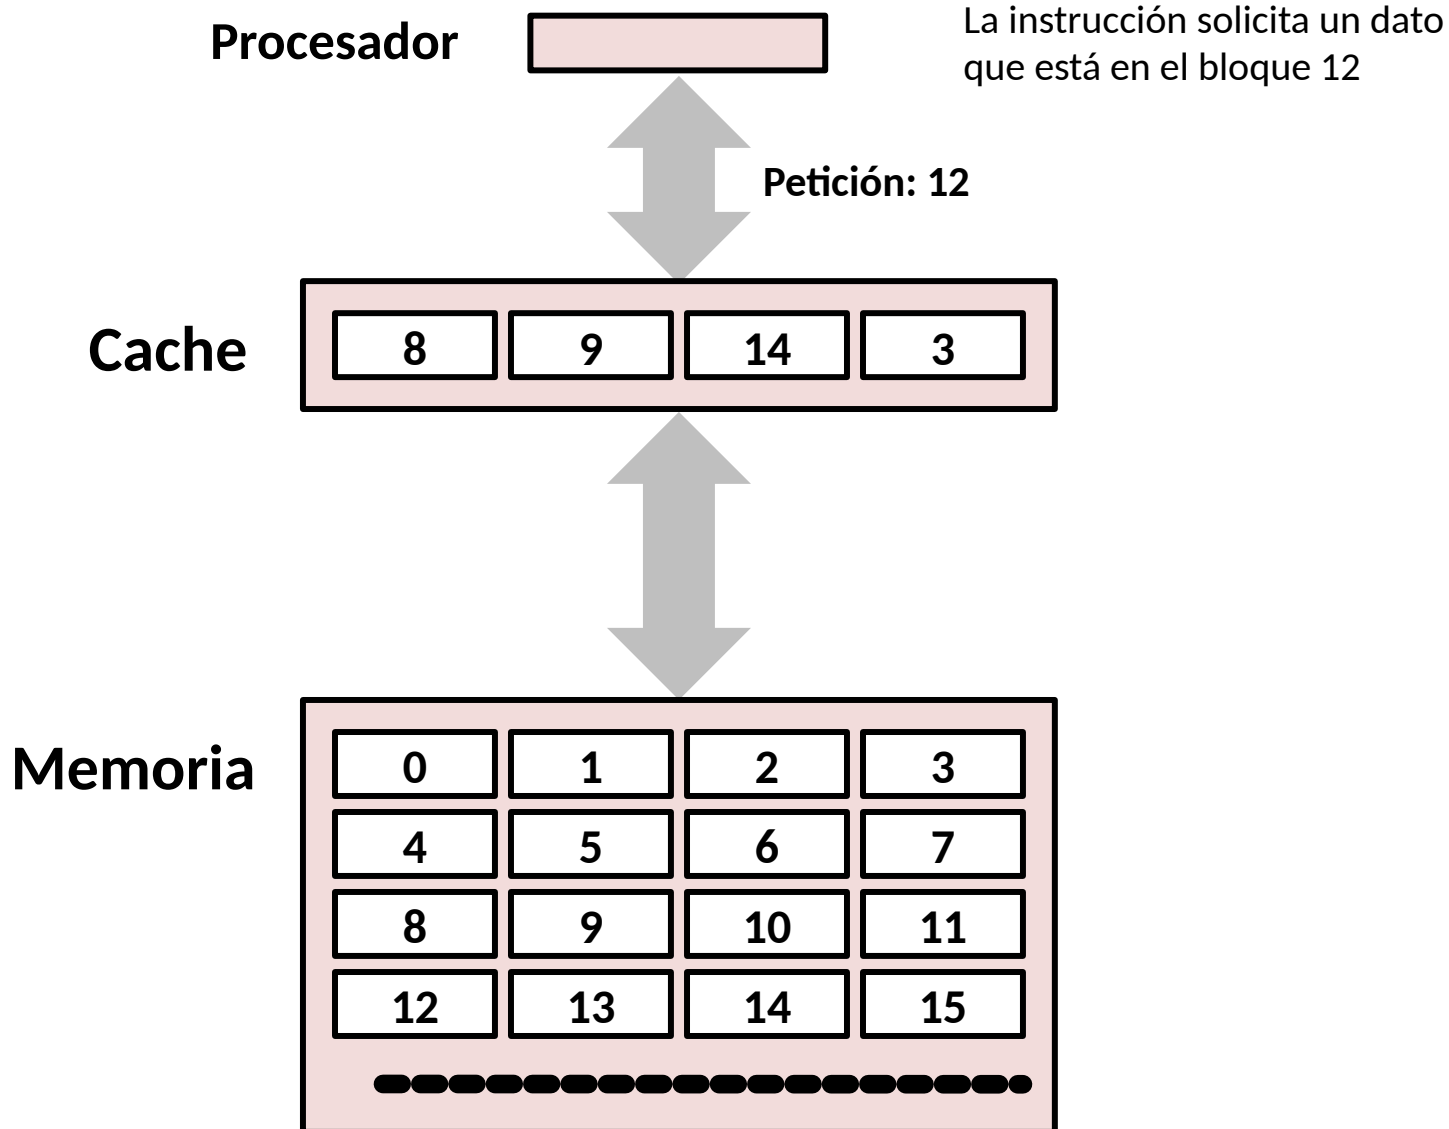 Procesador
La instrucción solicita un dato
que está en el bloque 12
Petición: 12
Cache
8 9 14 3
Memoria
0 1 2 3
4 5 6 7
8 9 10 11
12 13 14 15